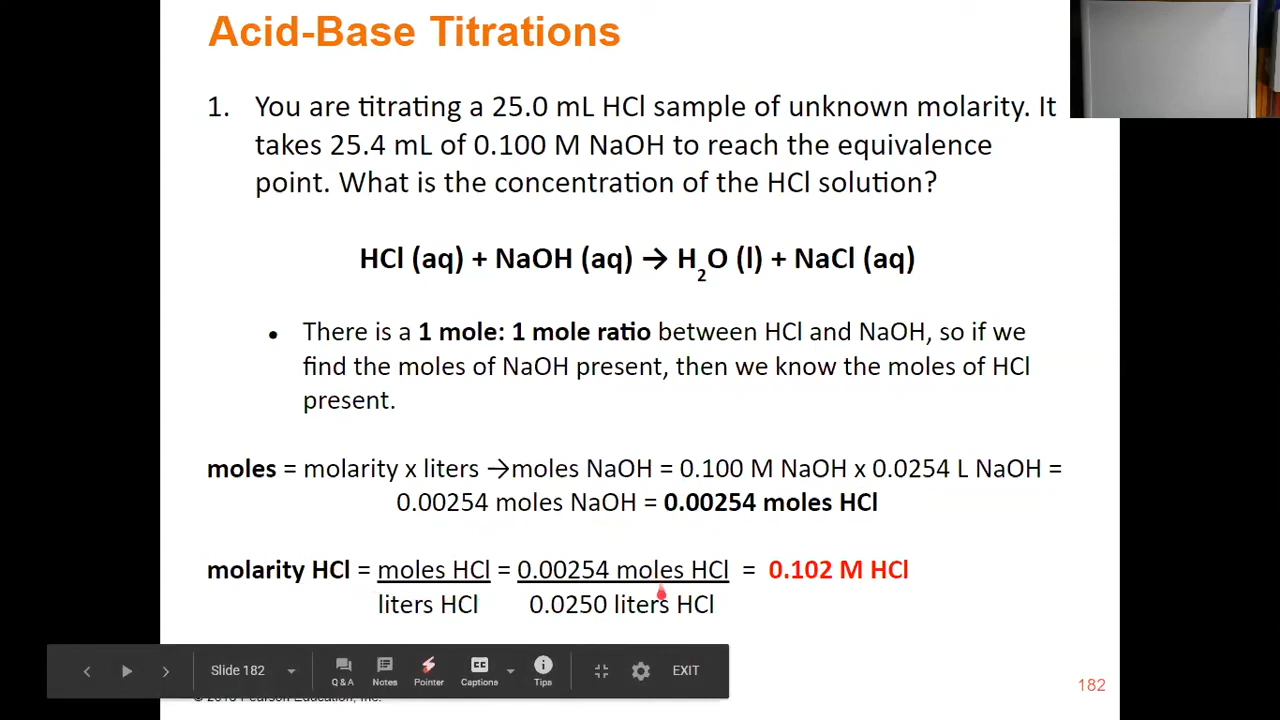 Acid-Base Titrations
1. You are titrating a 25.0 mL HCl sample of unknown molarity. It
takes 25.4 mL of 0.100 M NaOH to reach the equivalence
point. What is the concentration of the HCl solution?
HCl (aq) + NaOH (aq) → H₂O (l) + NaCl (aq)
• There is a 1 mole: 1 mole ratio between HCl and NaOH, so if we
find the moles of NaOH present, then we know the moles of HCl
present.
moles = molarity x liters →moles NaOH = 0.100 M NaOH x 0.0254 L NaOH =
0.00254 moles NaOH = 0.00254 moles HCl
molarity HCl = moles HCl = 0.00254 moles HCl = 0.102 M HCl
liters HCl 0.0250 liters HCl
Slide 182
Q & A Notes Pointer Captions Tips EXIT
182